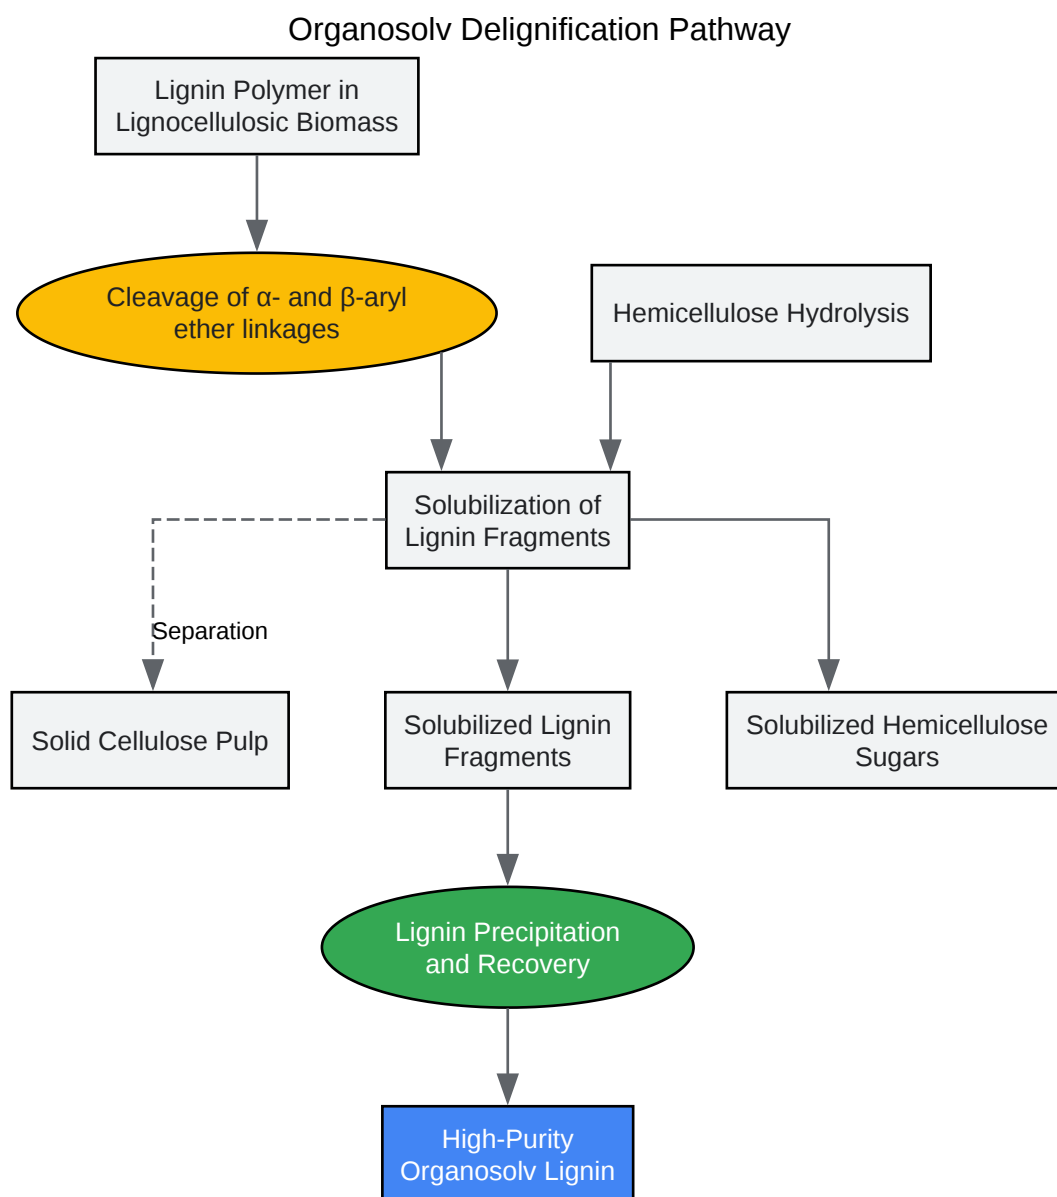 Organosolv Delignification Pathway
Lignin Polymer in
Lignocellulosic Biomass
Cleavage of α- and β-aryl
ether linkages
Hemicellulose Hydrolysis
Solubilization of
Lignin Fragments
Separation
Solid Cellulose Pulp
Solubilized Lignin
Fragments
Solubilized Hemicellulose
Sugars
Lignin Precipitation
and Recovery
High-Purity
Organosolv Lignin